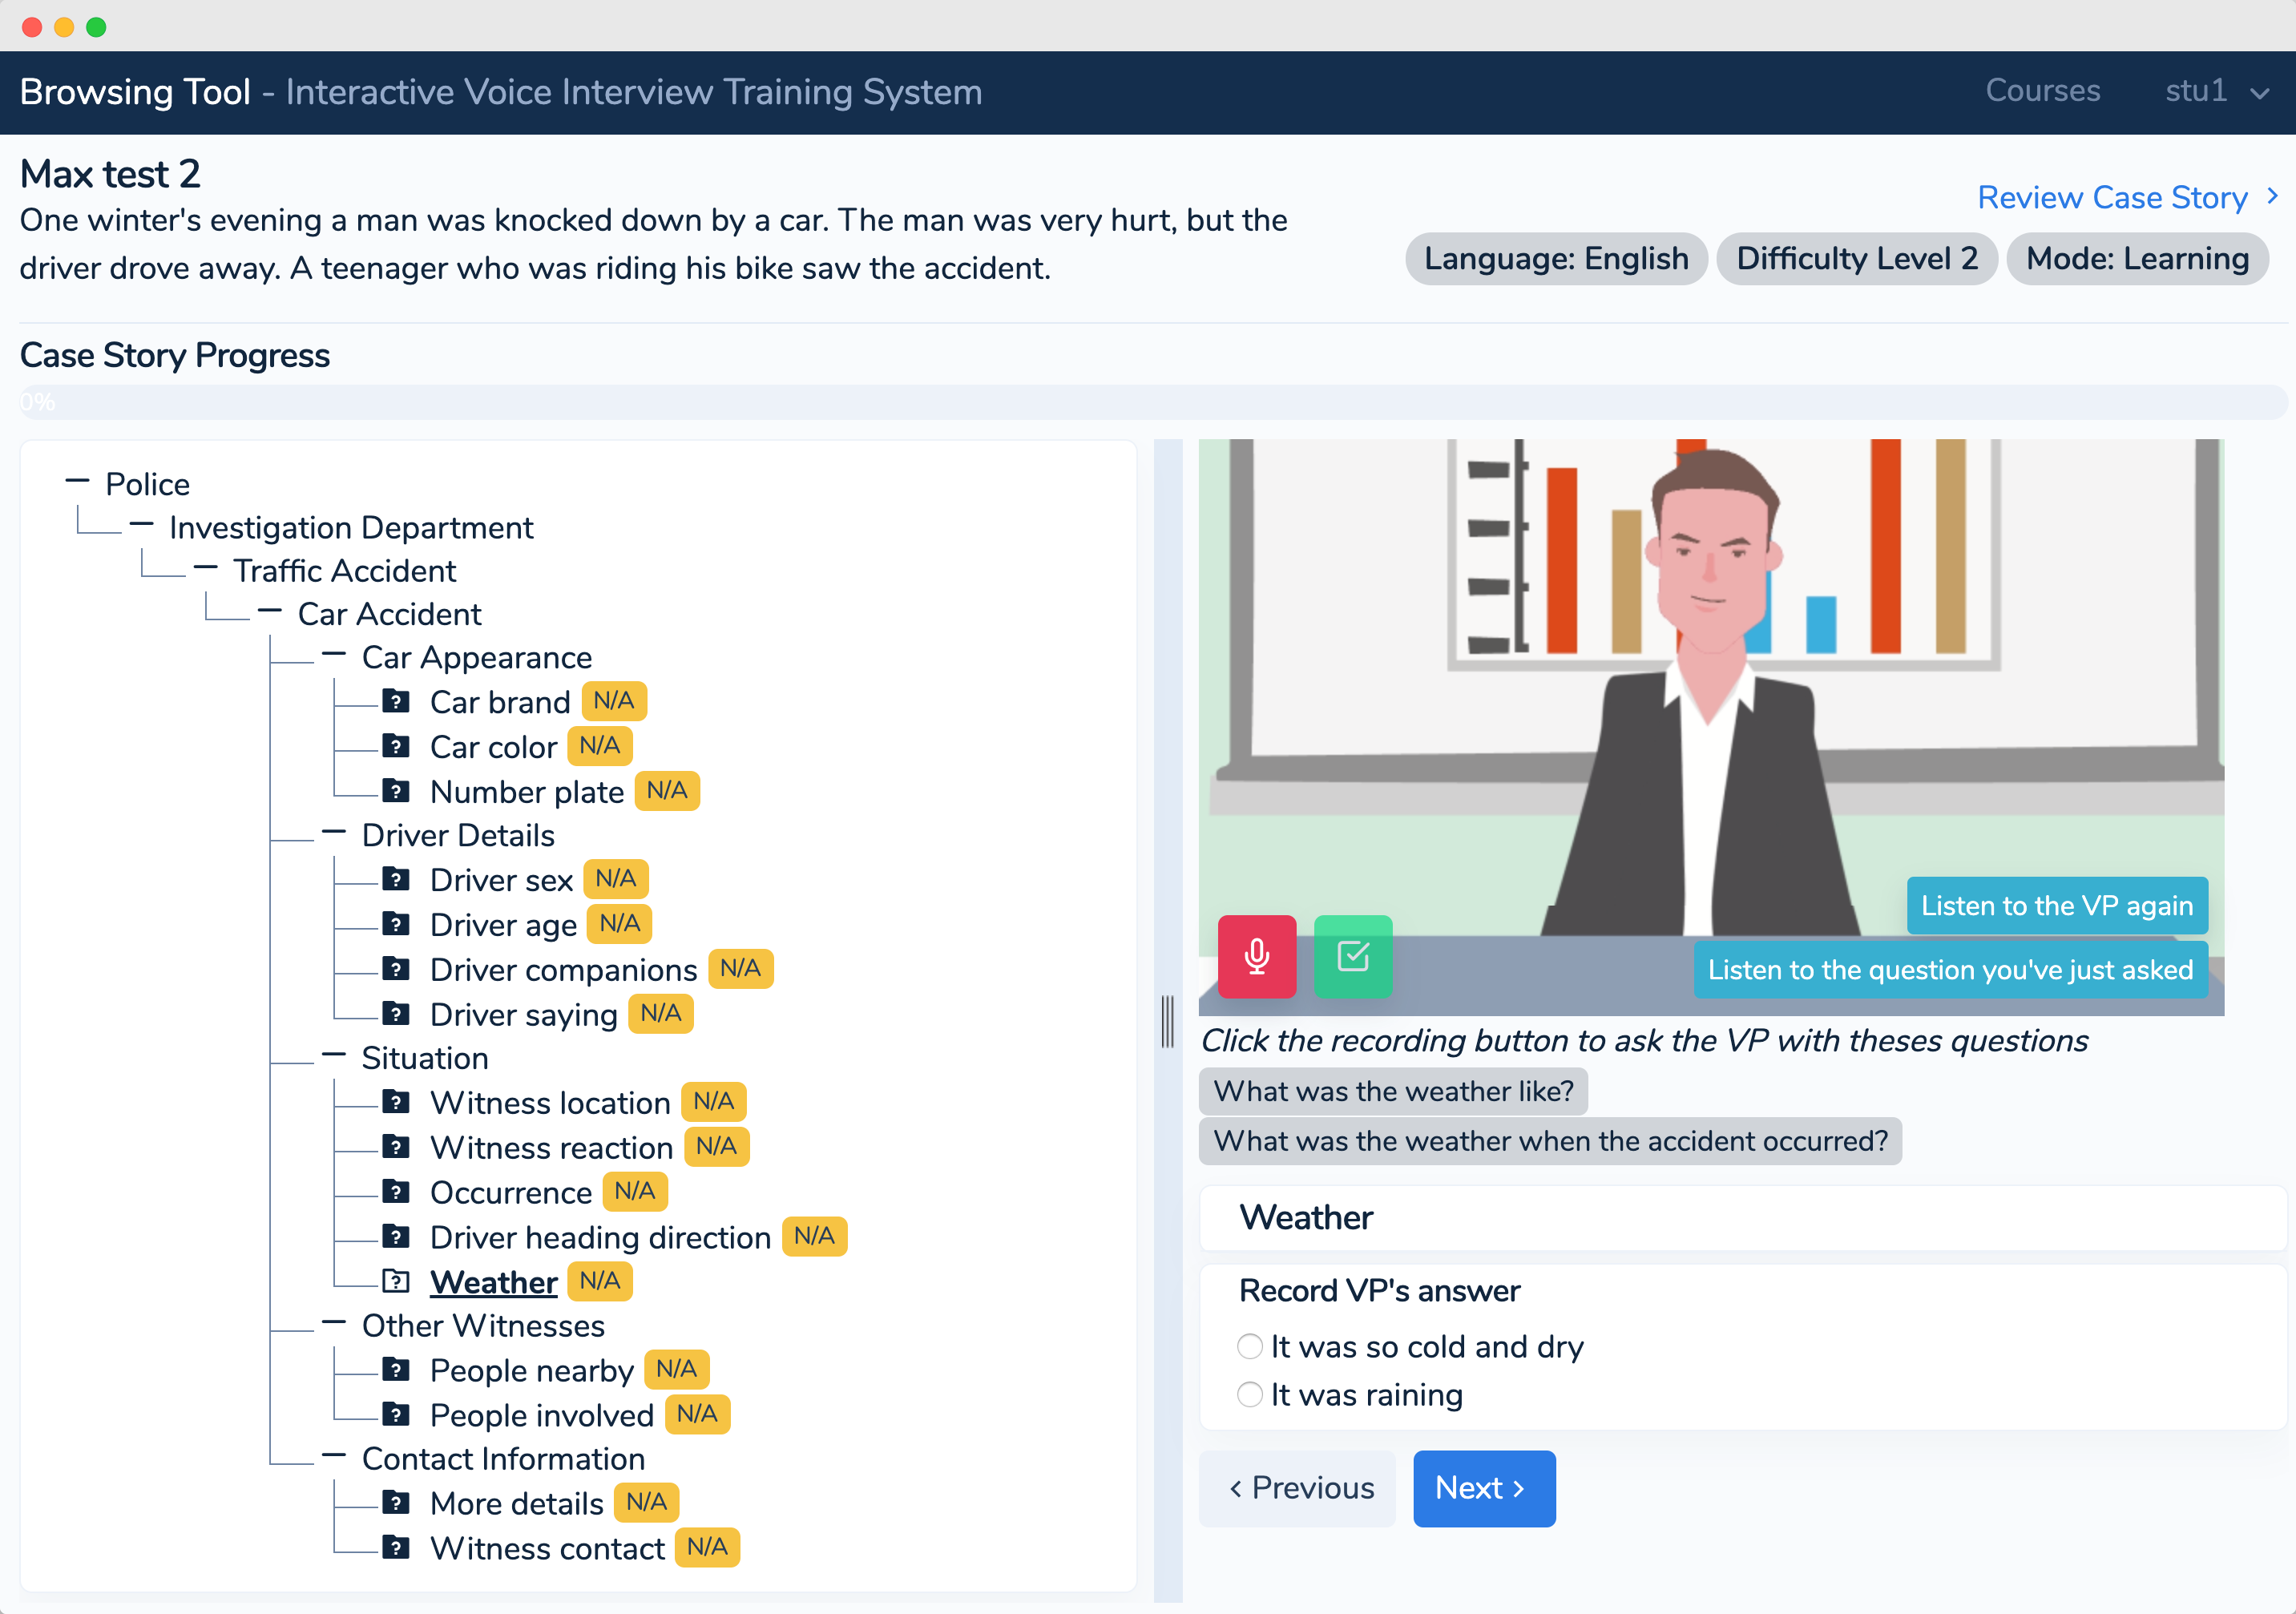 Browsing Tool - Interactive Voice Interview Training System
Courses
stu1
Max test 2
One winter's evening a man was knocked down by a car. The man was very hurt, but the
driver drove away. A teenager who was riding his bike saw the accident.
Review Case Story
Language: English
Difficulty Level 2
Mode: Learning
Case Story Progress
0%
Police
Investigation Department
Traffic Accident
Car Accident
Car Appearance
Car brand N/A
Car color N/A
Number plate N/A
Driver Details
Driver sex N/A
Driver age N/A
Driver companions N/A
Driver saying N/A
Situation
Witness location N/A
Witness reaction N/A
Occurrence N/A
Driver heading direction N/A
Weather N/A
Other Witnesses
People nearby N/A
People involved N/A
Contact Information
More details N/A
Witness contact N/A
Listen to the VP again
Listen to the question you've just asked
Click the recording button to ask the VP with theses questions
What was the weather like?
What was the weather when the accident occurred?
Weather
Record VP's answer
It was so cold and dry
It was raining
Previous
Next